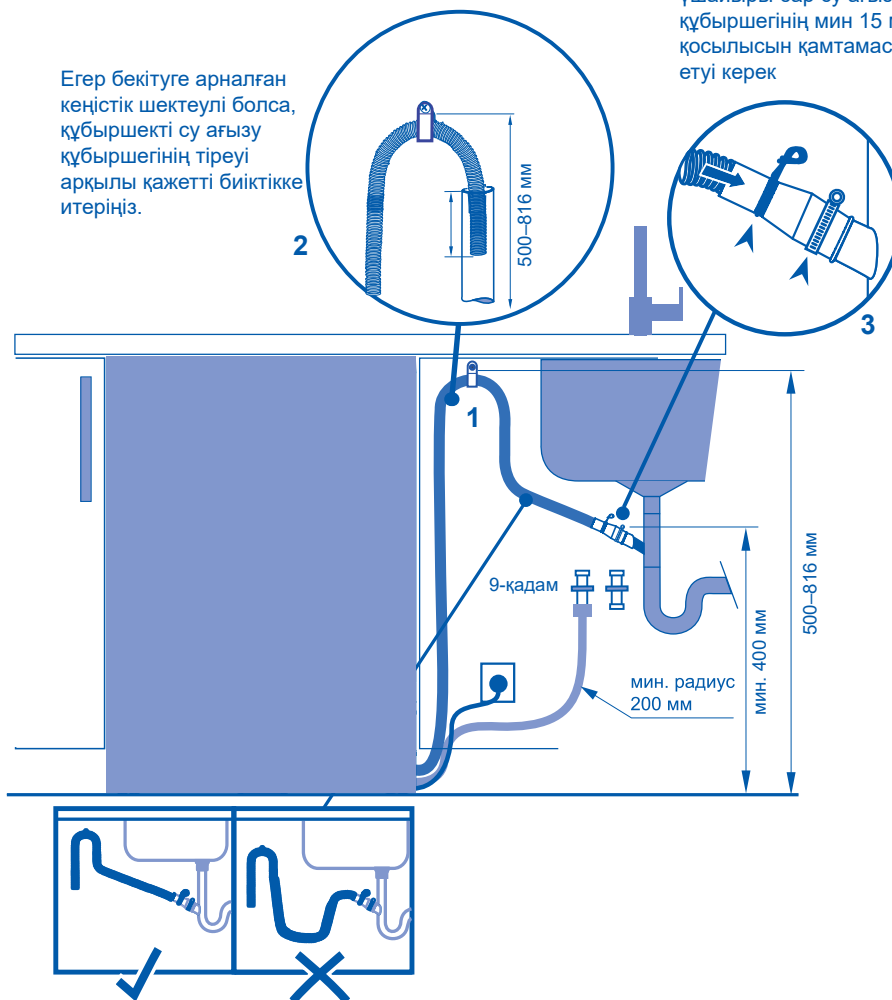 құбыршегінің мин 15
етуі керек
Егер бекітуге арналған
кеңістік шектеулі болса,
құбыршекті су ағызу
құбыршегінің тіреуі
арқылы қажетті биіктікке
итеріңіз.
2
500–816 мм
3
1
9-қадам
500–816 мм
мин. 400 мм
мин. радиус
200 мм